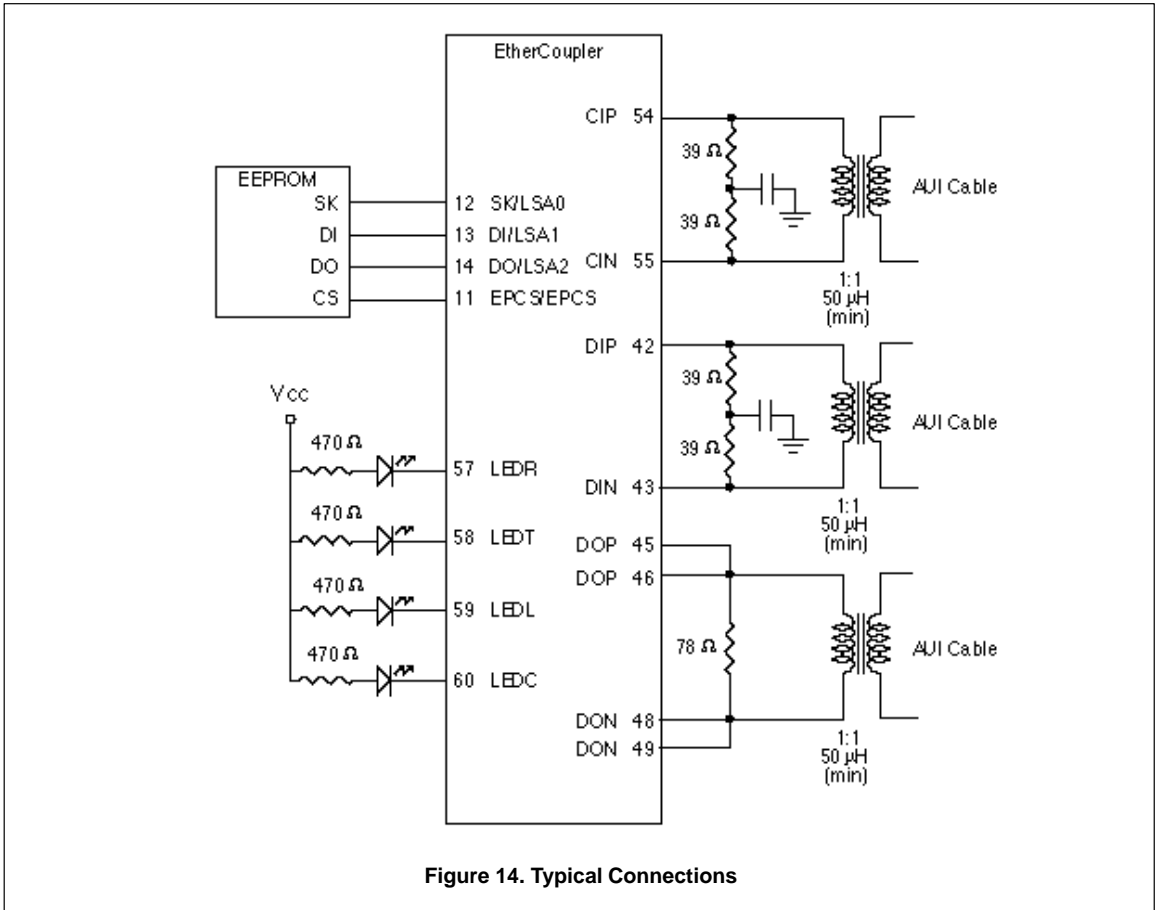 EtherCoupler
CIP 54
39 Ω
39 Ω
CIN 55
AUI Cable
1:1
50 µH
(min)
EEPROM
SK
DI
DO
CS
12 SK/LSA0
13 DI/LSA1
14 DO/LSA2
11 EPCS/EPCS
DIP 42
39 Ω
39 Ω
DIN 43
AUI Cable
1:1
50 µH
(min)
Vcc
470 Ω
57 LEDR
470 Ω
58 LEDT
470 Ω
59 LEDL
470 Ω
60 LEDC
DOP 45
DOP 46
78 Ω
DON 48
DON 49
AUI Cable
1:1
50 µH
(min)
Figure 14. Typical Connections